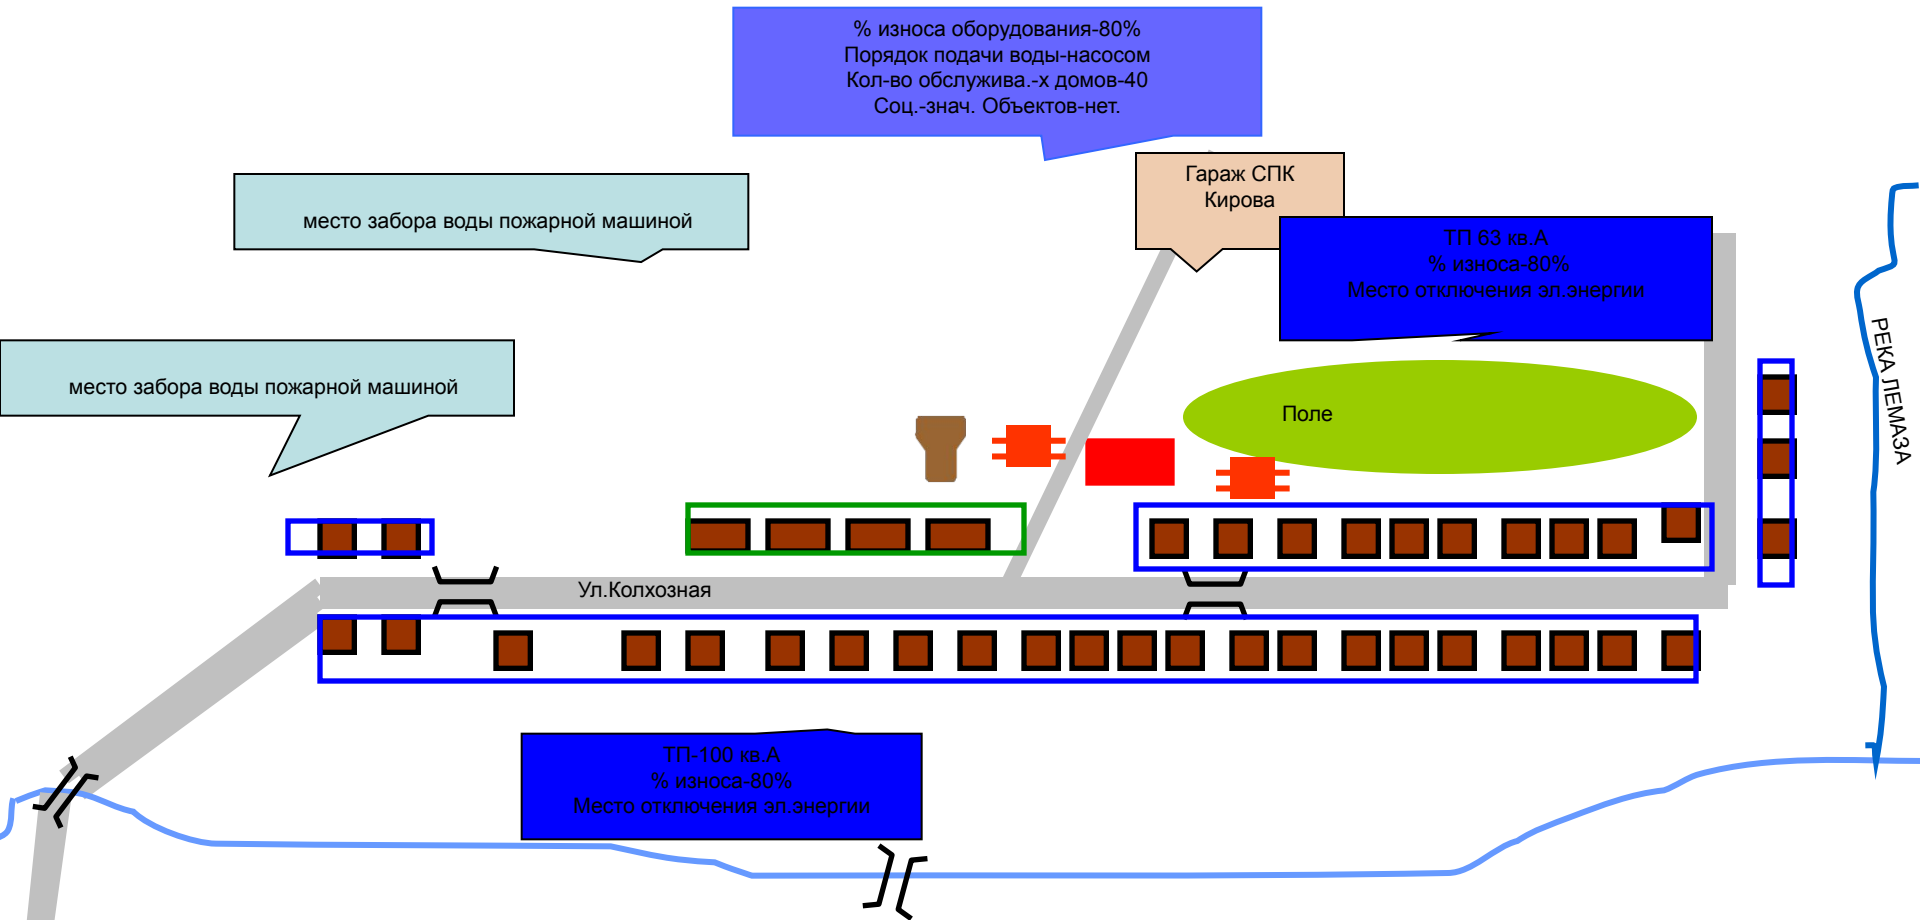 % износа оборудования-80%
Порядок подачи воды-насосом
Кол-во обслужива.-х домов-40
Соц.-знач. Объектов-нет.
Гараж СПК
Кирова
место забора воды пожарной машиной
ТП 63 кв.А
% износа-80%
Место отключения эл.энергии
РЕКА ЛЕМАЗА
место забора воды пожарной машиной
Поле
Ул.Колхозная
ТП-100 кв.А
% износа-80%
Место отключения эл.энергии